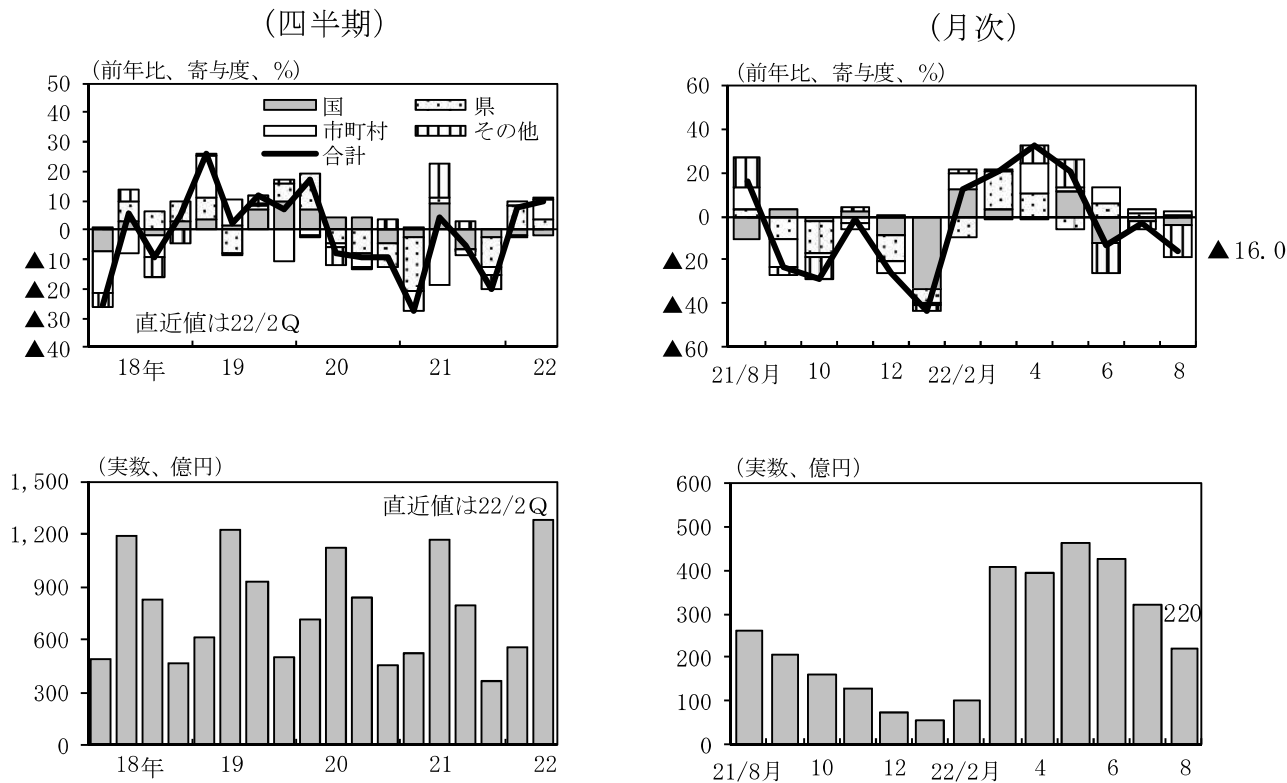 (四半期)
(前年比、寄与度、%)
50
40
30
20
10
0
▲10
▲20
▲30
▲40
国
県
市町村
その他
合計
直近値は22/2Q
18年 19 20 21 22
(月次)
(前年比、寄与度、%)
60
40
20
0
▲20
▲40
▲60
▲16.0
21/8月 10 12 22/2月 4 6 8
(実数、億円)
1,500
1,200
900
600
300
0
直近値は22/2Q
18年 19 20 21 22
(実数、億円)
600
500
400
300
200
100
0
220
21/8月 10 12 22/2月 4 6 8